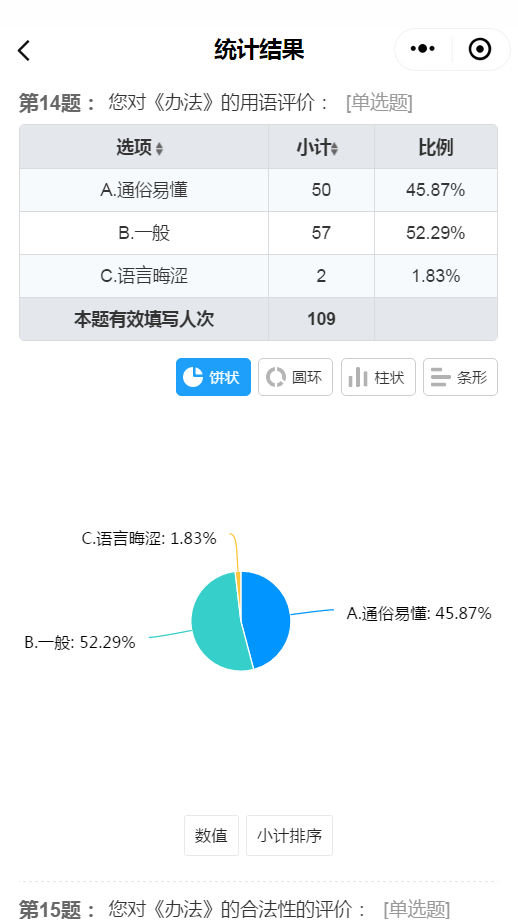 统计结果
第14题： 您对《办法》的用语评价： [单选题]
选项 小计 比例
A.通俗易懂 50 45.87%
B.一般 57 52.29%
C.语言晦涩 2 1.83%
本题有效填写人次 109
饼状 圆环 柱状 条形
C.语言晦涩: 1.83%
A.通俗易懂: 45.87%
B.一般: 52.29%
数值 小计排序
第15题： 您对《办法》的合法性的评价： [单选题]